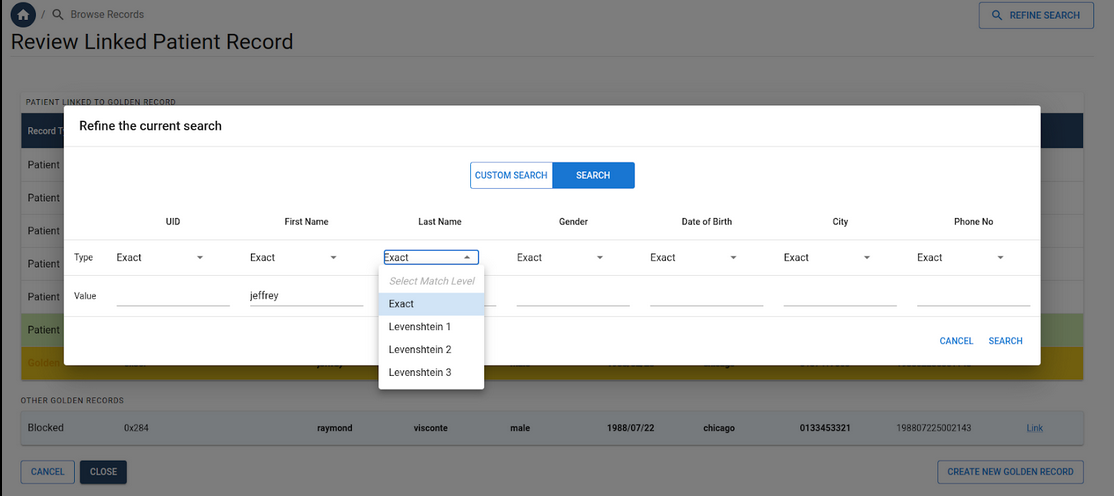 / Browse Records
REFINE SEARCH
Review Linked Patient Record
PATIENT LINKED TO GOLDEN RECORD
Record T
Refine the current search
CUSTOM SEARCH SEARCH
UID First Name Last Name Gender Date of Birth City Phone No
Type Exact Exact Exact Exact Exact Exact Exact
Value jeffrey
Select Match Level
Exact
Levenshtein 1
Levenshtein 2
Levenshtein 3
CANCEL SEARCH
Patient
Patient
Patient
Patient
Patient
Patient
Golden
OTHER GOLDEN RECORDS
Blocked 0x284 raymond visconte male 1988/07/22 chicago 0133453321 198807225002143 Link
CANCEL CLOSE CREATE NEW GOLDEN RECORD